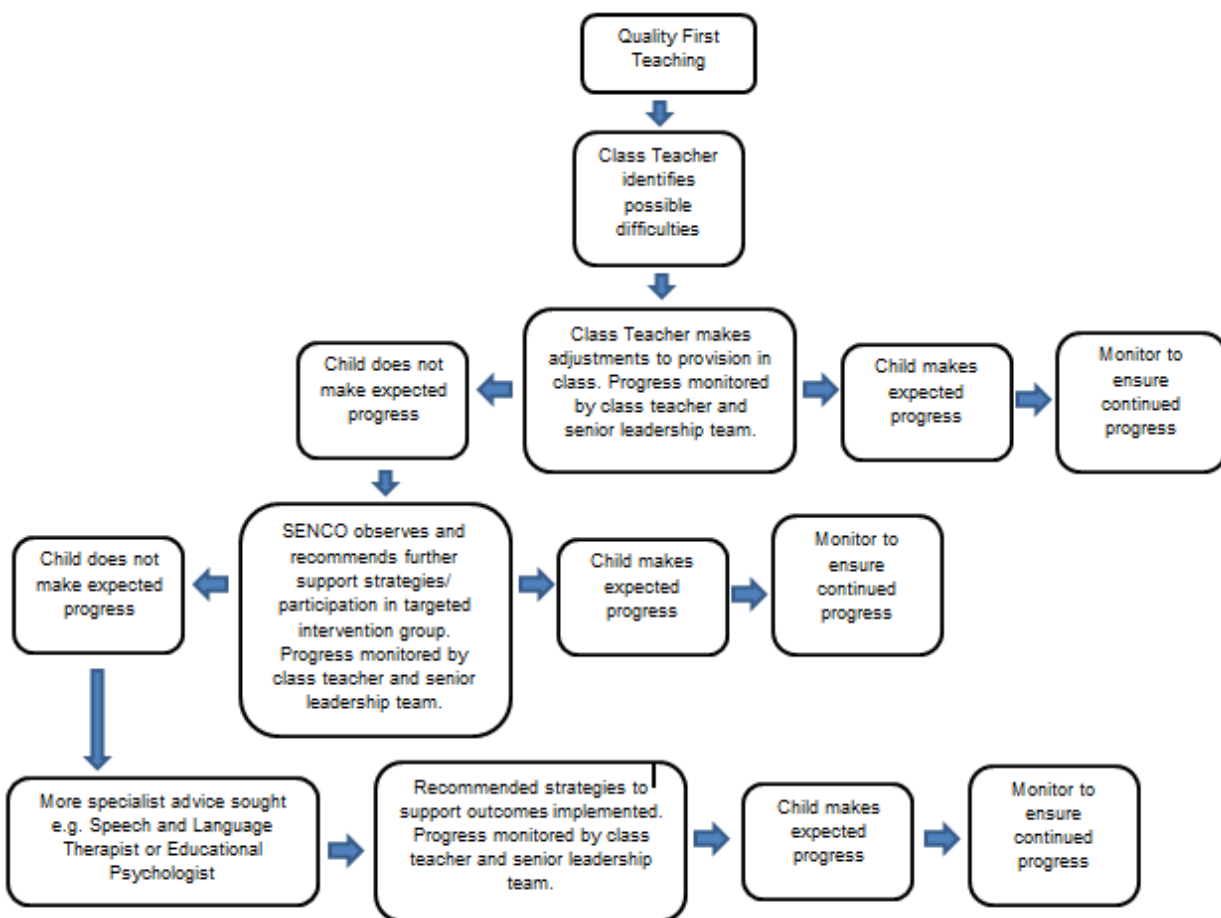 Quality First
Teaching
Class Teacher
identifies
possible
difficulties
Child does not
make expected
progress
Class Teacher makes
adjustments to provision in
class. Progress monitored
by class teacher and
senior leadership team.
Child makes
expected
progress
Monitor to
ensure
continued
progress
Child does not
make expected
progress
SENCO observes and
recommends further
support strategies/
participation in targeted
intervention group.
Progress monitored by
class teacher and senior
leadership team.
Child makes
expected
progress
Monitor to
ensure
continued
progress
More specialist advice sought
e.g. Speech and Language
Therapist or Educational
Psychologist
Recommended strategies to
support outcomes implemented.
Progress monitored by class
teacher and senior leadership
team.
Child makes
expected
progress
Monitor to
ensure
continued
progress